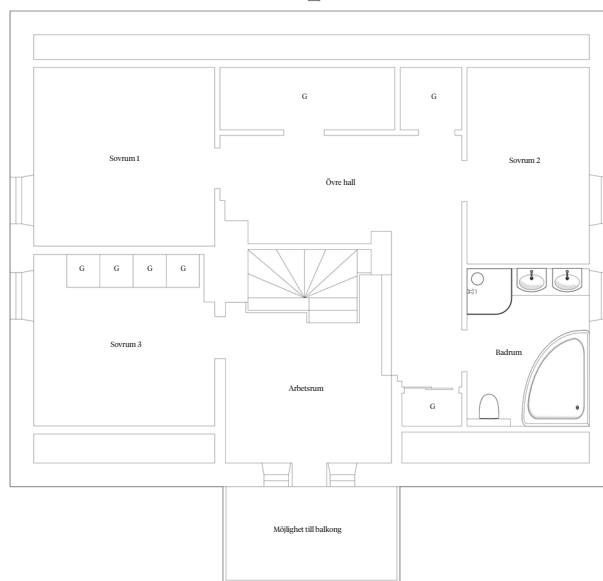 G
G
Sovrum 1
Sovrum 2
Övre hall
G
G
G
G
Sovrum 3
Badrum
Arbetsrum
G
Möjlighet till balkong